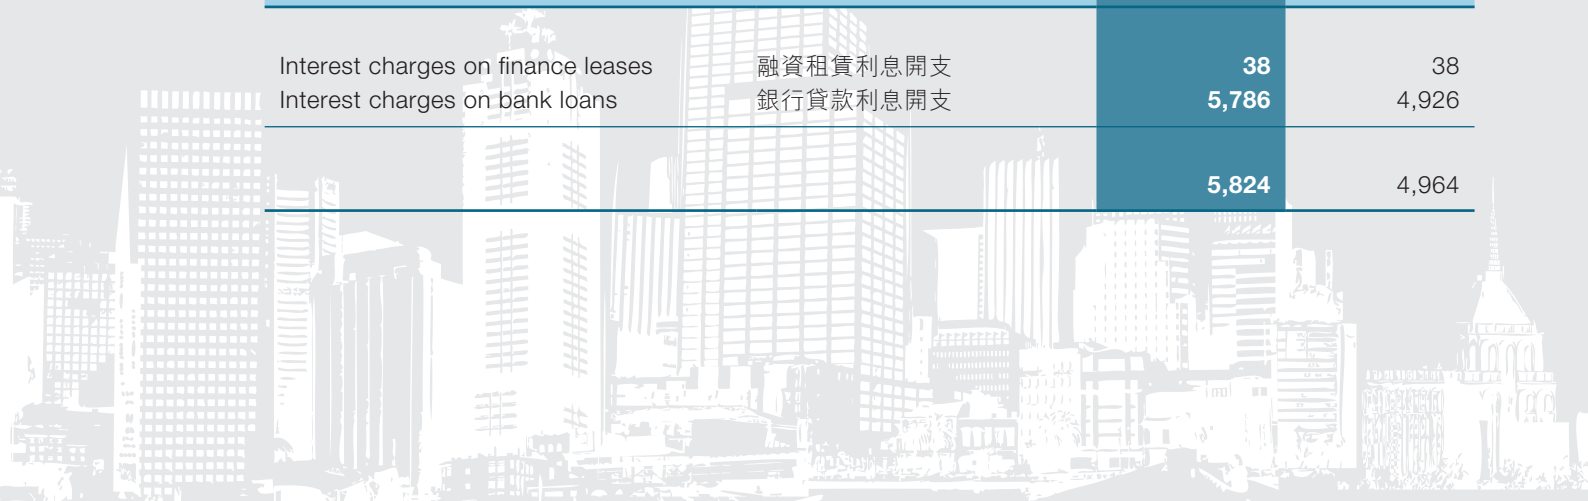 Interest charges on finance leases 融資租賃利息開支 38 38
Interest charges on bank loans 銀行貸款利息開支 5,786 4,926
5,824 4,964